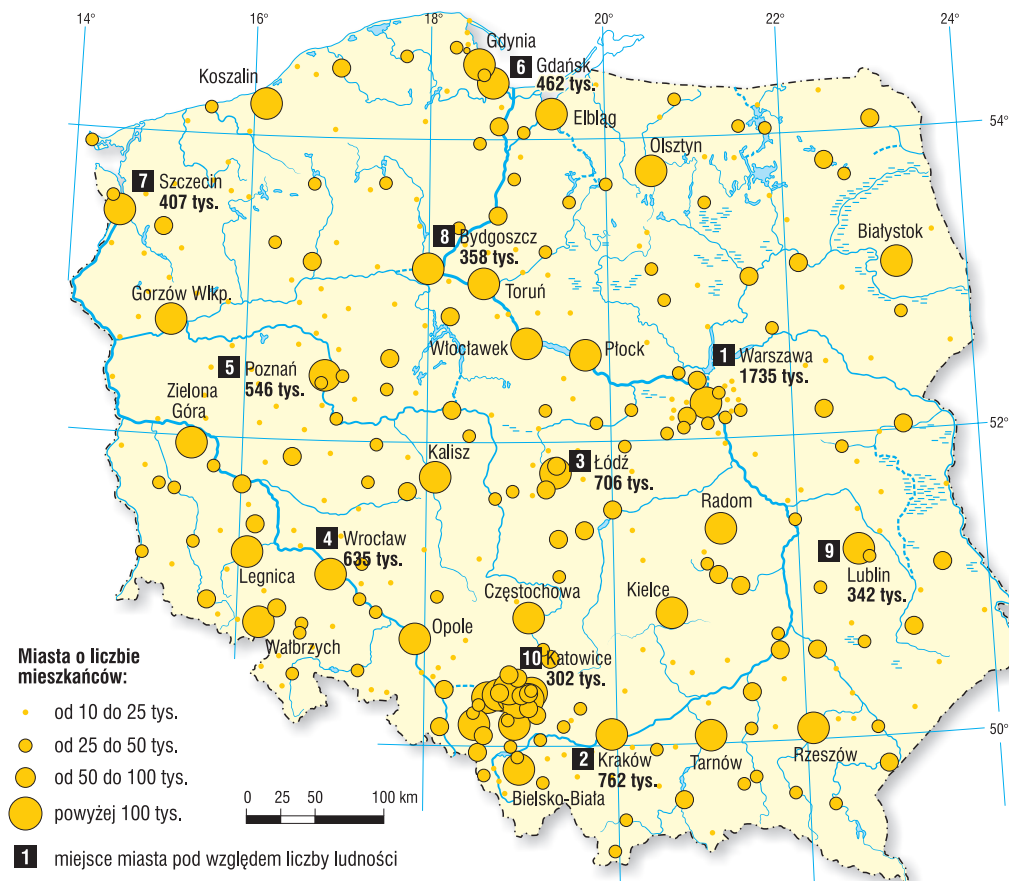 14°
16°
18°
20°
22°
24°
Gdynia
6 Gdańsk
462 tys.
Koszalin
Elbląg
54°
Olsztyn
7 Szczecin
407 tys.
8 Bydgoszcz
358 tys.
Białystok
Toruń
Gorzów Wlkp.
Włocławek
Płock
1 Warszawa
1735 tys.
5 Poznań
546 tys.
Zielona
Góra
52°
Kalisz
3 Łódź
706 tys.
Radom
4 Wrocław
635 tys.
9
Lublin
342 tys.
Legnica
Częstochowa
Kielce
Opole
Wałbrzych
10 Katowice
302 tys.
50°
2 Kraków
762 tys.
Tarnów
Rzeszów
Bielsko-Biała
Miasta o liczbie
mieszkańców:
od 10 do 25 tys.
od 25 do 50 tys.
od 50 do 100 tys.
powyżej 100 tys.
0 25 50 100 km
1 miejsce miasta pod względem liczby ludności